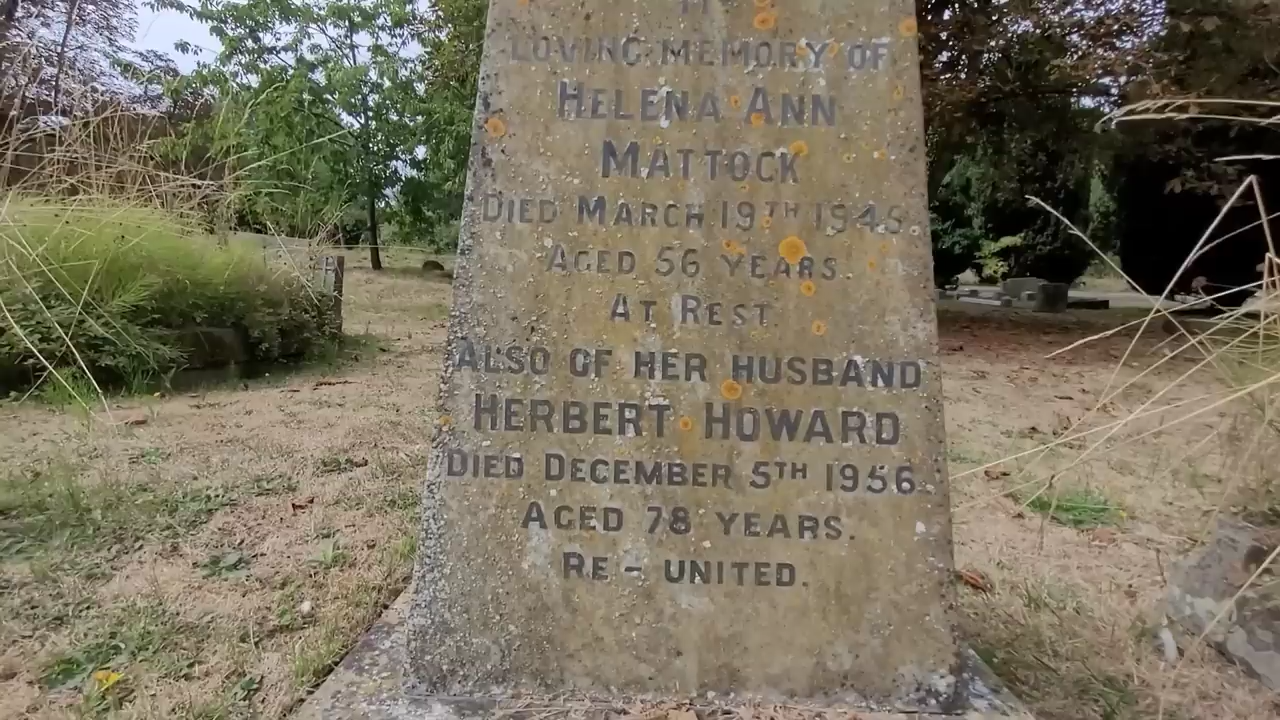 LOVING MEMORY OF
HELENA ANN
MATTOCK
DIED MARCH 19TH 1945.
AGED 56 YEARS.
AT REST
ALSO OF HER HUSBAND
HERBERT HOWARD
DIED DECEMBER 5TH 1956.
AGED 78 YEARS.
RE-UNITED.